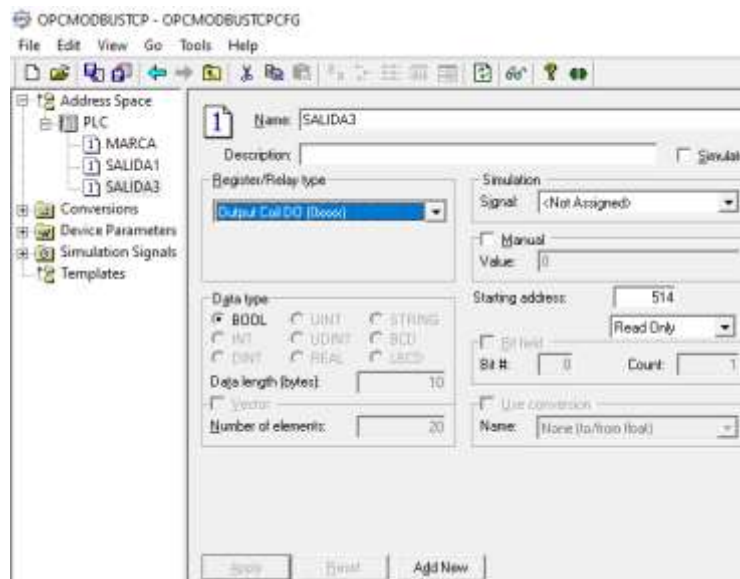 OPCMODBUSTCP - OPCMODBUSTCPCFG
File Edit View Go Tools Help
Address Space
PLC
MARCA
SALIDA1
SALIDA3
Conversions
Device Parameters
Simulation Signals
Templates
Name: SALIDA3
Description: Simulat
Register/Relay type
Output Coil DO (0xxxx)
Simulation
Signal: <Not Assigned>
Manual
Value: 0
Data type
BOOL UINT STRING
INT UDINT BCD
DINT REAL LBCD
Data length (bytes): 10
Vector
Number of elements: 20
Starting address: 514
Read Only
Bit field
Bit #: 0 Count: 1
Use conversion
Name: None (to/from float)
Apply Reset Add New